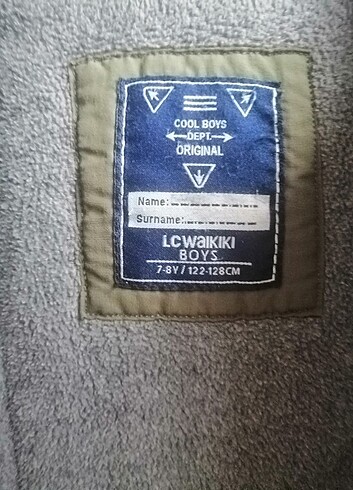 COOL BOYS
DEPT.
ORIGINAL
Name:
Surname:
LCWAIKIKI
BOYS
7-8Y / 122-128CM